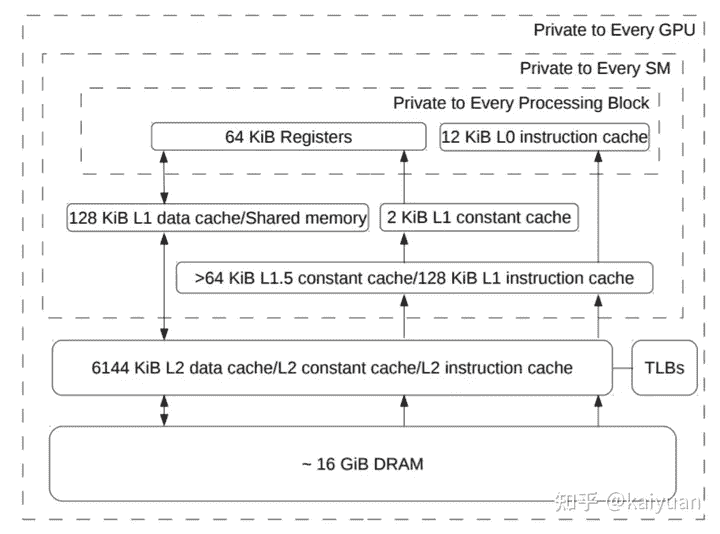 Private to Every GPU
Private to Every SM
Private to Every Processing Block
64 KiB Registers
12 KiB L0 instruction cache
128 KiB L1 data cache/Shared memory
2 KiB L1 constant cache
>64 KiB L1.5 constant cache/128 KiB L1 instruction cache
6144 KiB L2 data cache/L2 constant cache/L2 instruction cache
TLBs
~ 16 GiB DRAM
知乎 @kaiyuan